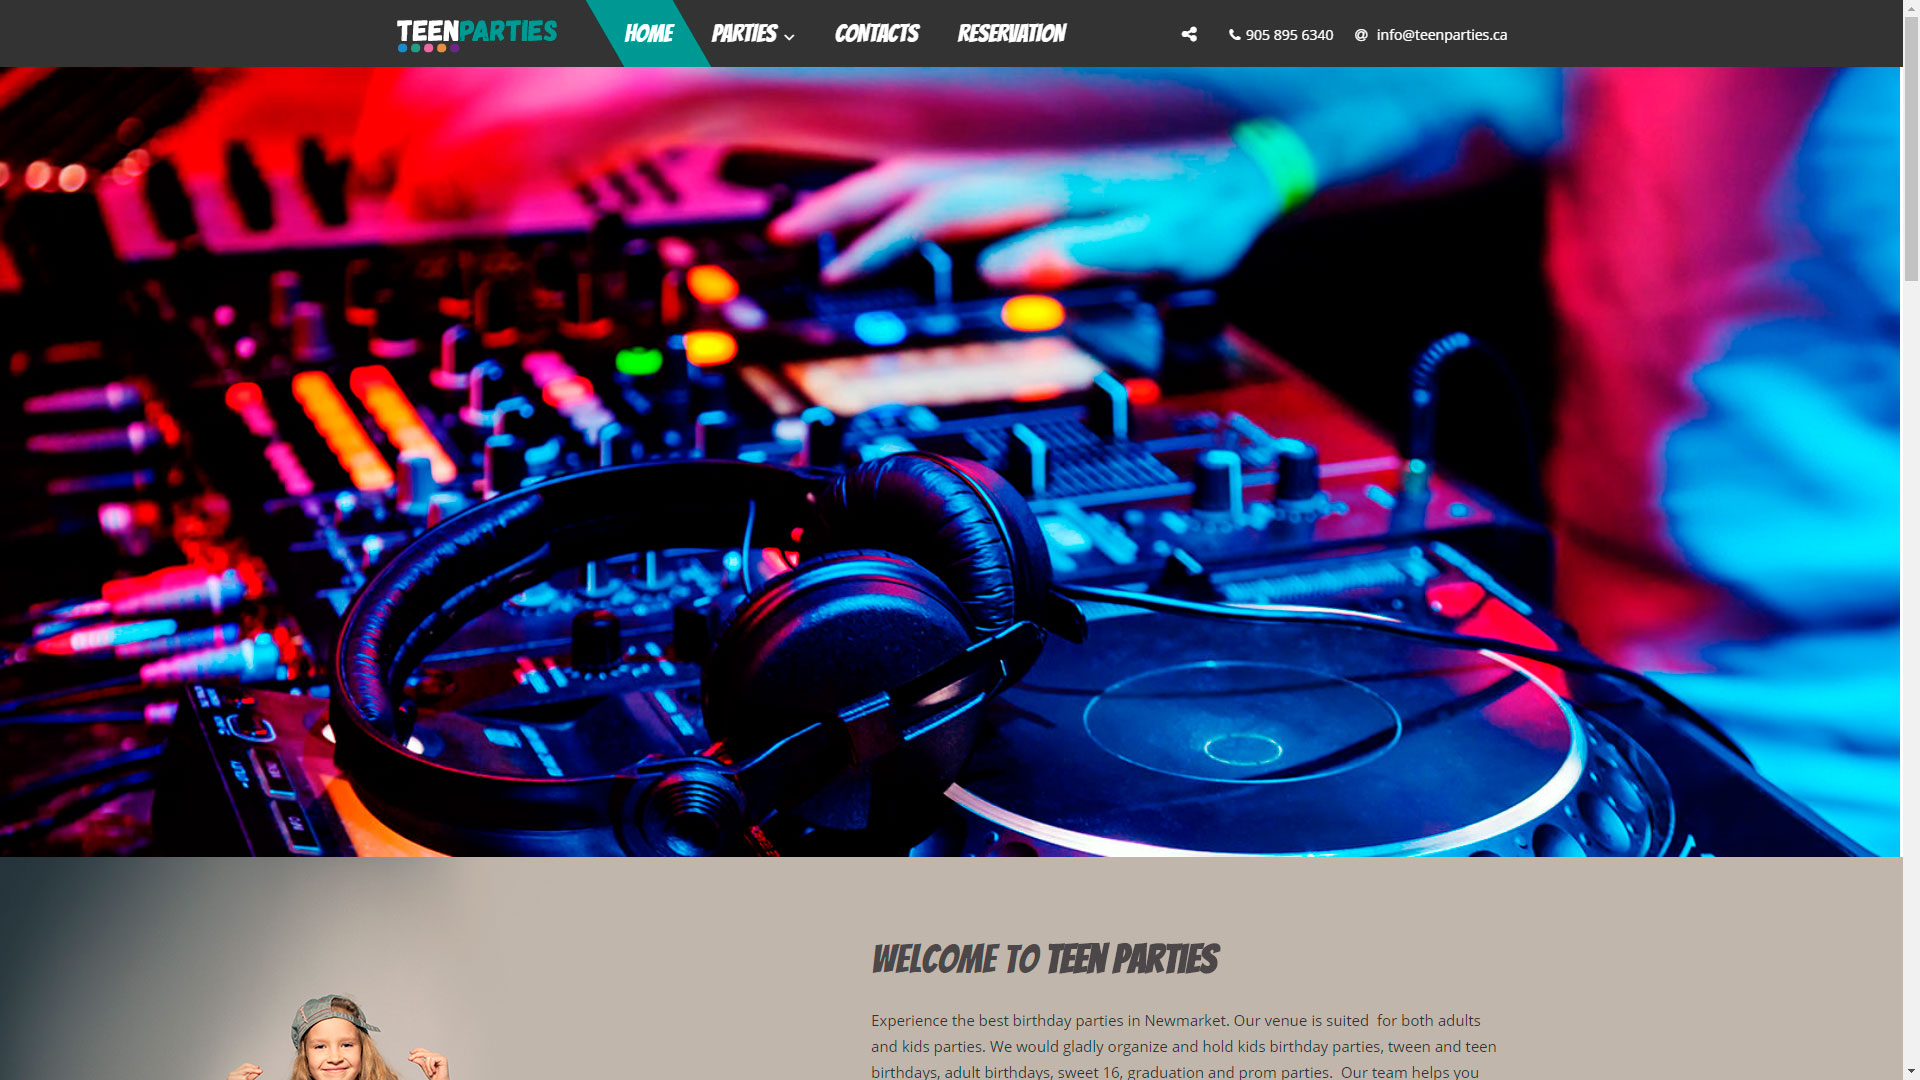 TEENPARTIES
HOME
PARTIES
CONTACTS
RESERVATION
905 895 6340
info@teenparties.ca
WELCOME TO TEEN PARTIES
Experience the best birthday parties in Newmarket. Our venue is suited  for both adults
and kids parties. We would gladly organize and hold kids birthday parties, tween and teen
birthdays, adult birthdays, sweet 16, graduation and prom parties.  Our team helps you